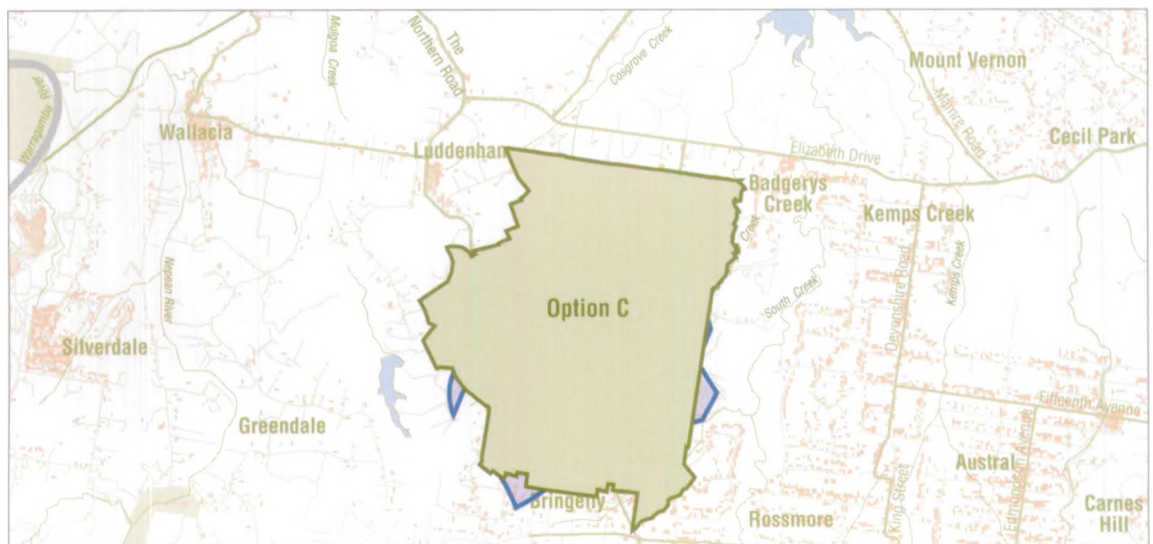 Warragamba River
Wallacia
Mulgoa Creek
The
Northern Road
Luddenham
Cosgrove Creek
Mount Vernon
Mamre Road
Cecil Park
Elizabeth Drive
Badgerys
Creek
Creek
Kemps Creek
Kemps Creek
Devonshire Road
South Creek
Option C
Nepean River
Silverdale
Greendale
Bringelly
Rossmore
King Street
Fifteenth Avenue
Austral
Edmondson Avenue
Carnes
Hill